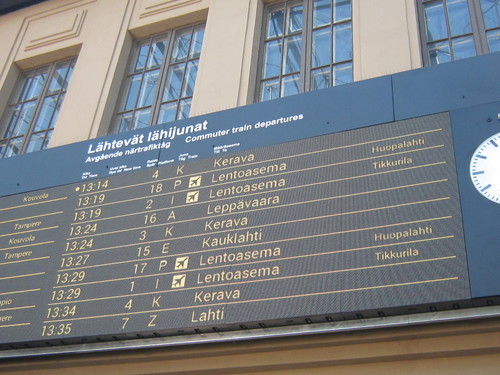 Lähtevät lähijunat
Avgående närtrafiktåg Commuter train departures
Kouvola
Tampere
Kouvola
Tampere
pio
pere
13:14 4 K Kerava
13:19 18 P Lentoasema Huopalahti
13:19 2 I Lentoasema Tikkurila
13:24 16 A Leppävaara
13:24 3 K Kerava
13:27 15 E Kauklahti
13:29 17 P Lentoasema Huopalahti
13:29 1 I Lentoasema Tikkurila
13:34 4 K Kerava
13:35 7 Z Lahti